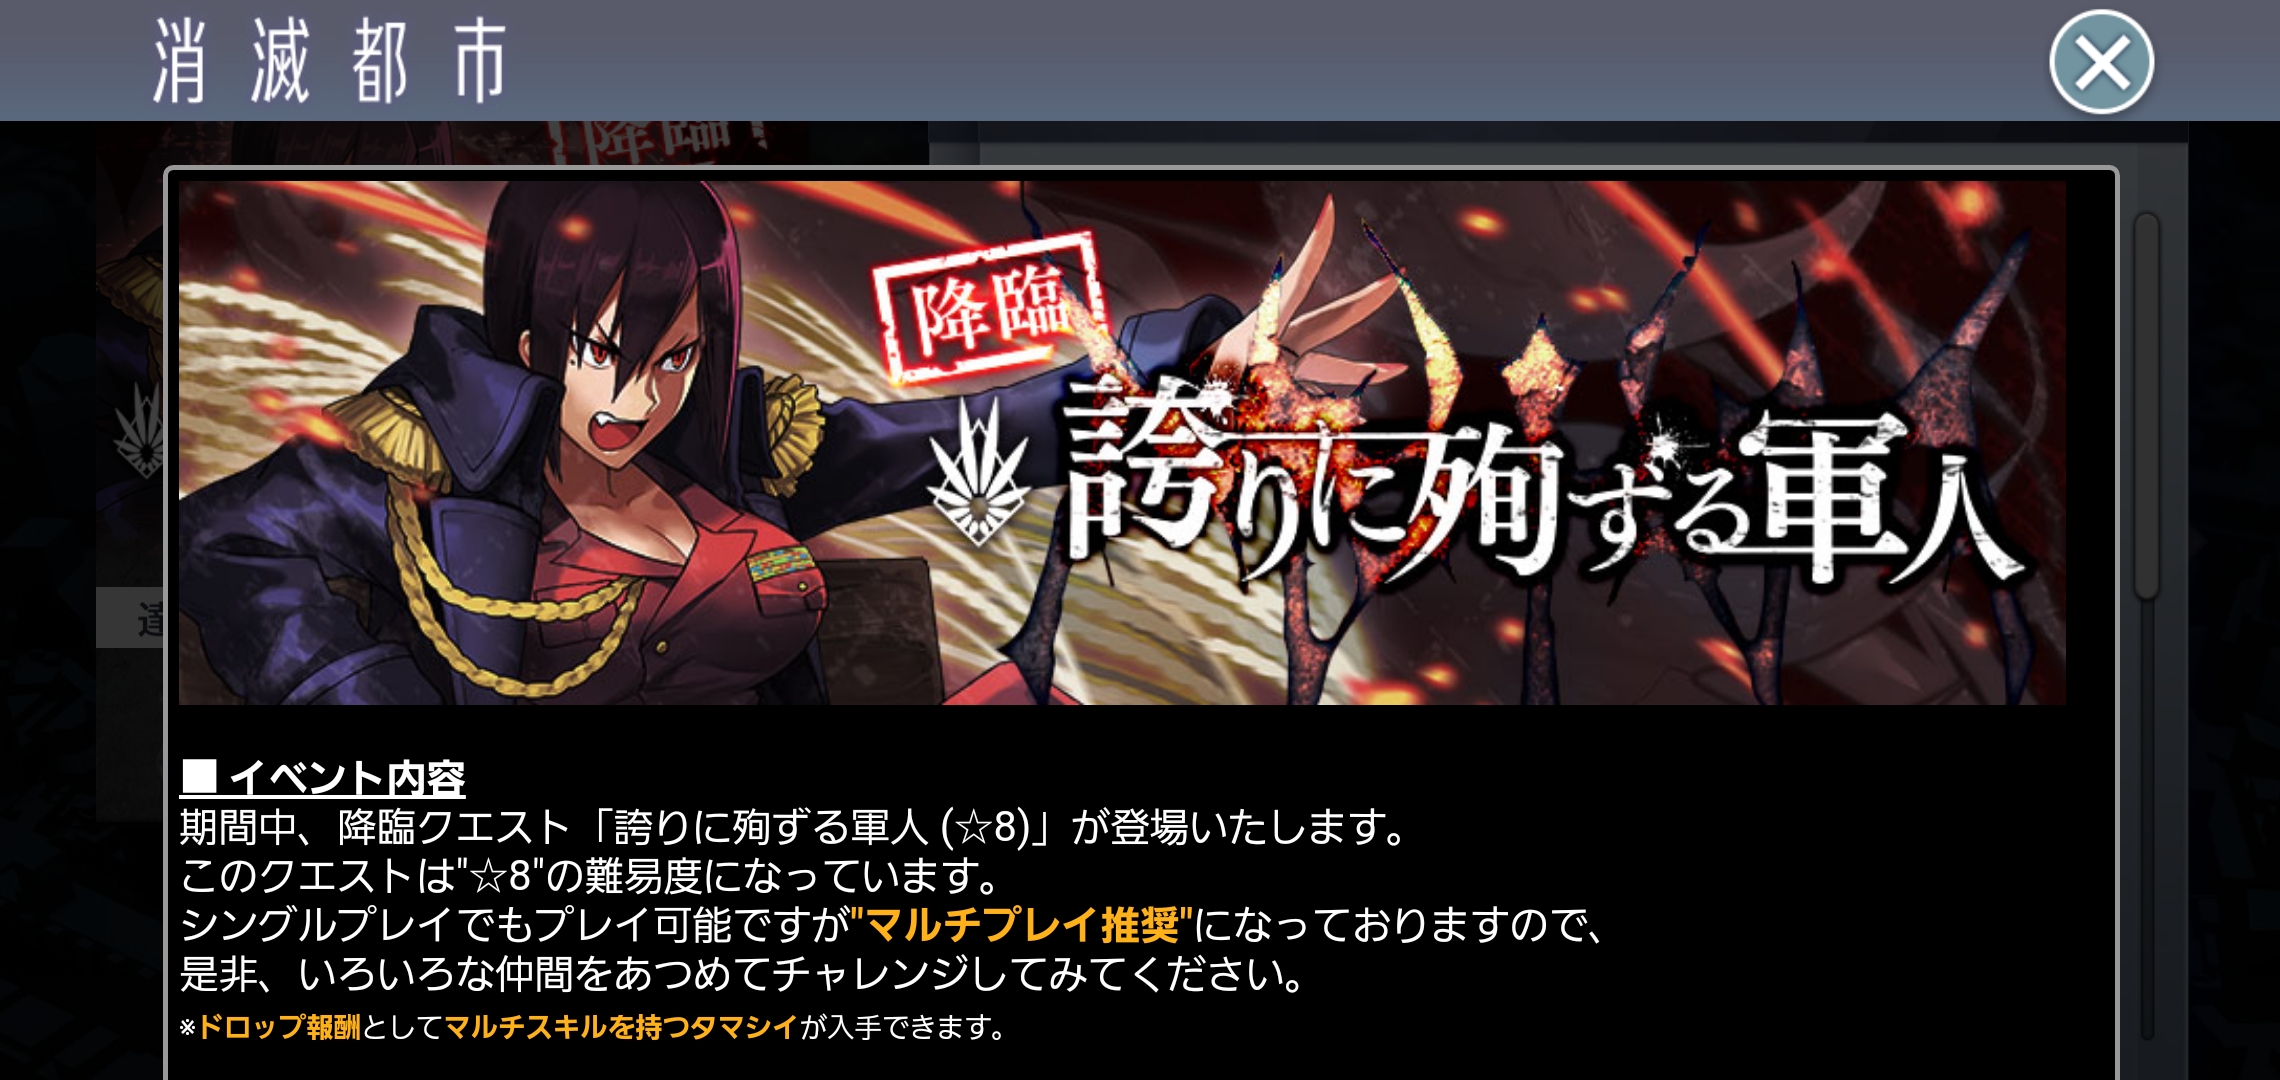 消滅都市
降臨
降臨
誇りに殉ずる軍人
達
■ イベント内容
期間中、降臨クエスト「誇りに殉ずる軍人 (☆8)」が登場いたします。
このクエストは"☆8"の難易度になっています。
シングルプレイでもプレイ可能ですが"マルチプレイ推奨"になっておりますので、
是非、いろいろな仲間をあつめてチャレンジしてみてください。
※ドロップ報酬としてマルチスキルを持つタマシイが入手できます。